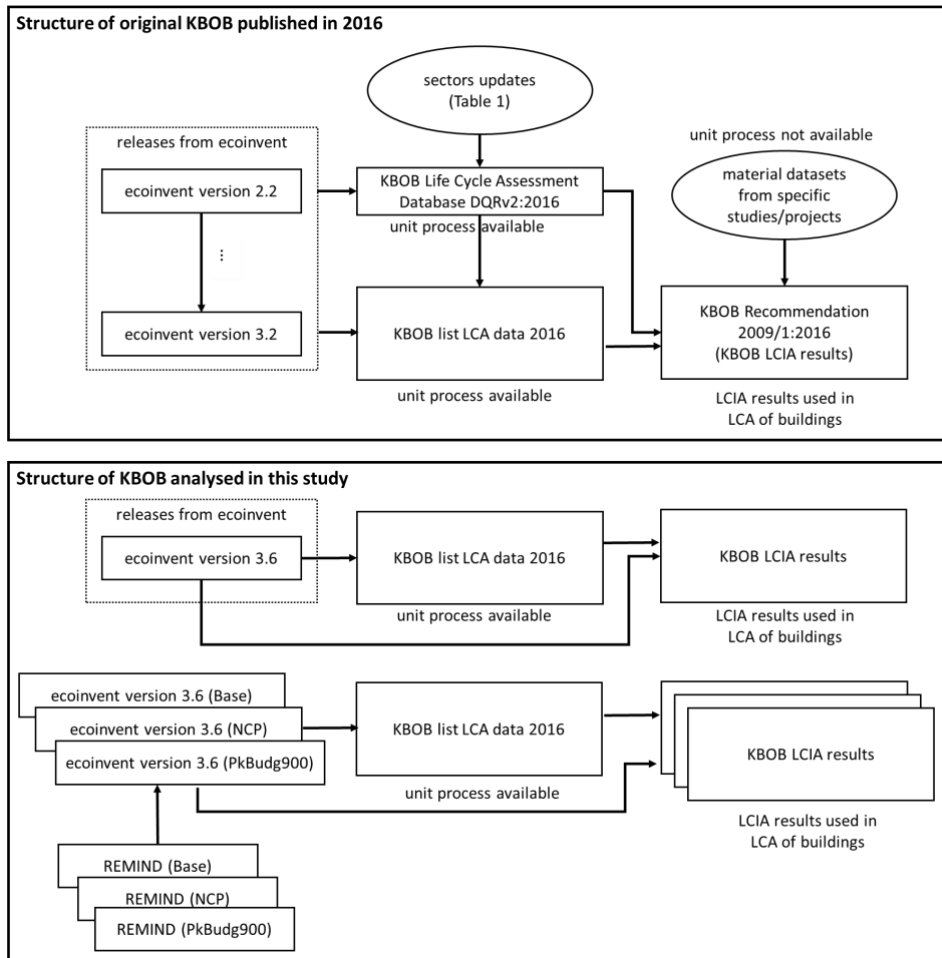 Structure of original KBOB published in 2016
sectors updates
(Table 1)
releases from ecoinvent
unit process not available
ecoinvent version 2.2
KBOB Life Cycle Assessment
Database DQRv2:2016
unit process available
material datasets
from specific
studies/projects
⋮
ecoinvent version 3.2
KBOB list LCA data 2016
KBOB Recommendation
2009/1:2016
(KBOB LCIA results)
unit process available
LCIA results used in
LCA of buildings
Structure of KBOB analysed in this study
releases from ecoinvent
ecoinvent version 3.6
KBOB list LCA data 2016
KBOB LCIA results
unit process available
LCIA results used in
LCA of buildings
ecoinvent version 3.6 (Base)
ecoinvent version 3.6 (NCP)
ecoinvent version 3.6 (PkBudg900)
KBOB list LCA data 2016
KBOB LCIA results
unit process available
LCIA results used in
LCA of buildings
REMIND (Base)
REMIND (NCP)
REMIND (PkBudg900)